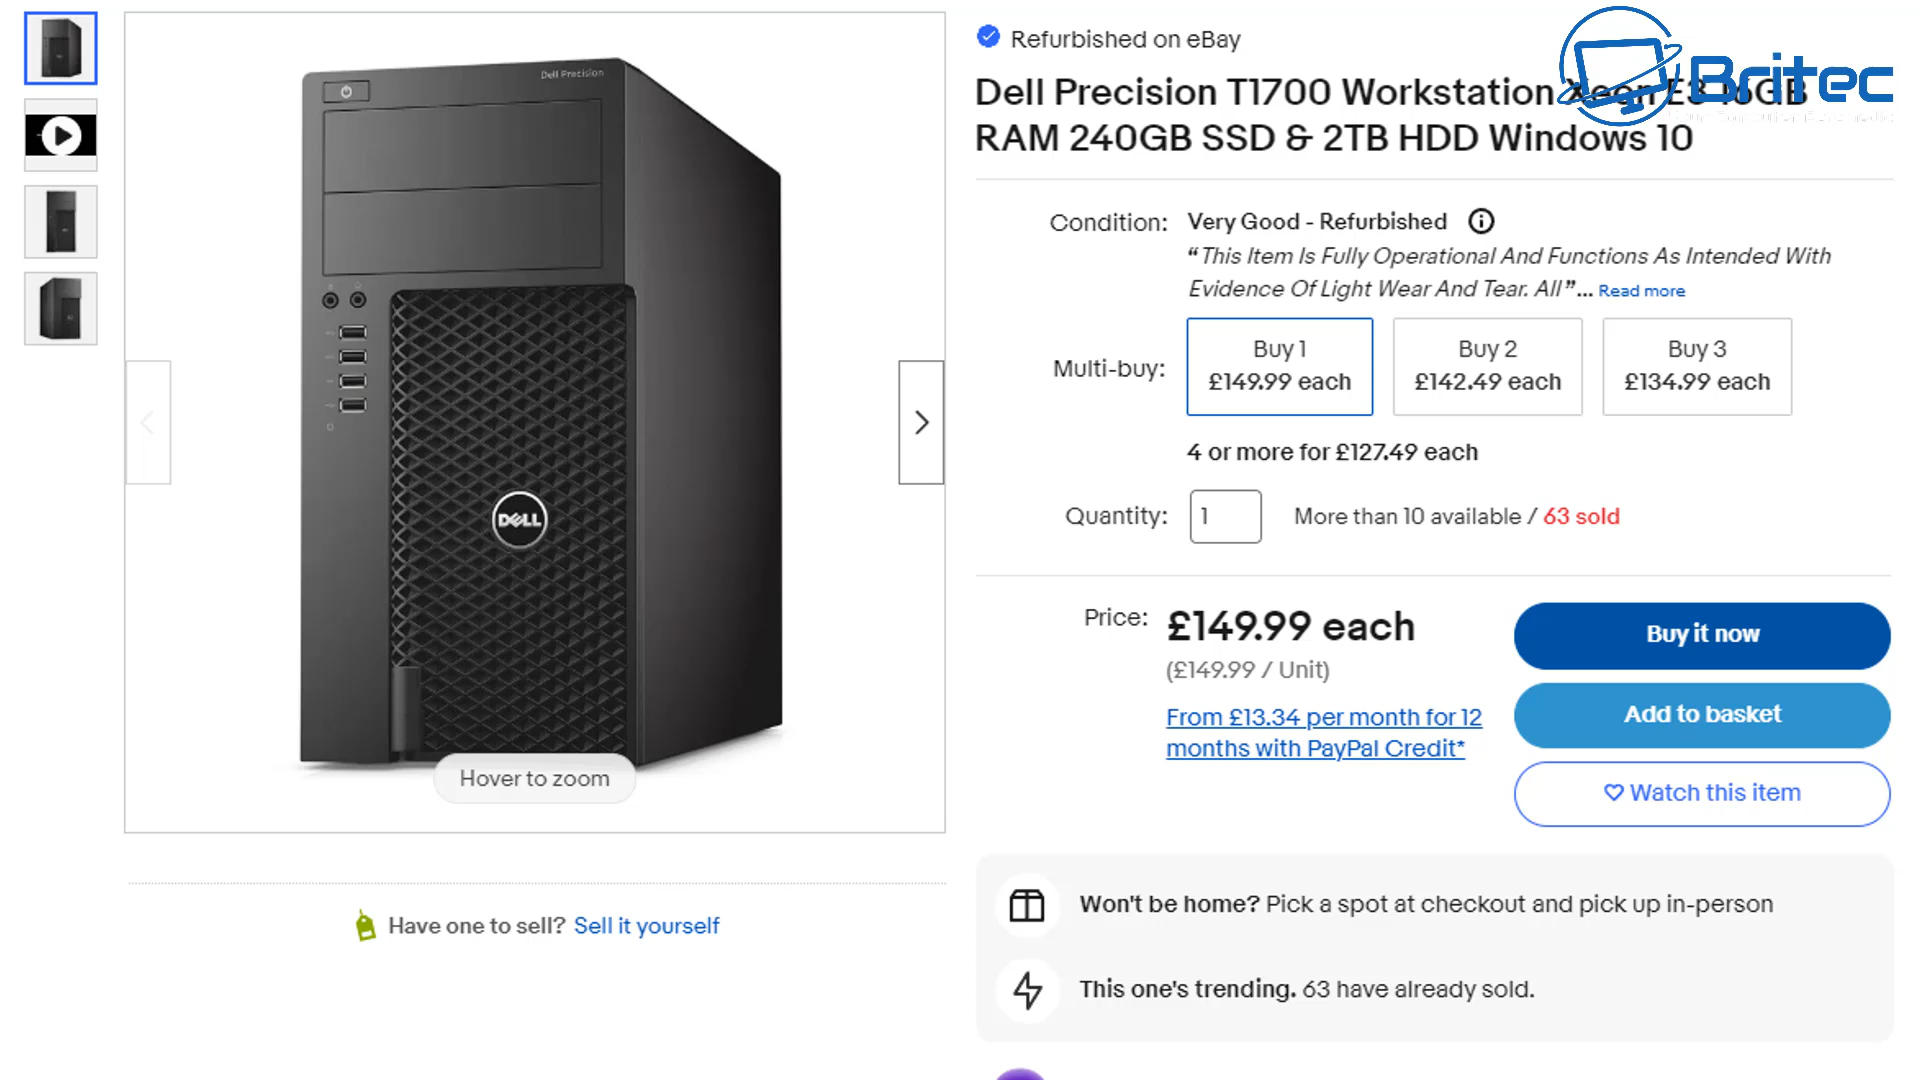 Dell Precision
DELL
Hover to zoom
Have one to sell? Sell it yourself
Refurbished on eBay
Britec
Dell Precision T1700 Workstation Xeon E3 16GB
RAM 240GB SSD & 2TB HDD Windows 10
Condition: Very Good - Refurbished
“This Item Is Fully Operational And Functions As Intended With
Evidence Of Light Wear And Tear. All”... Read more
Multi-buy:
Buy 1
£149.99 each
Buy 2
£142.49 each
Buy 3
£134.99 each
4 or more for £127.49 each
Quantity: 1 More than 10 available / 63 sold
Price: £149.99 each
(£149.99 / Unit)
From £13.34 per month for 12
months with PayPal Credit*
Buy it now
Add to basket
Watch this item
Won't be home? Pick a spot at checkout and pick up in-person
This one's trending. 63 have already sold.